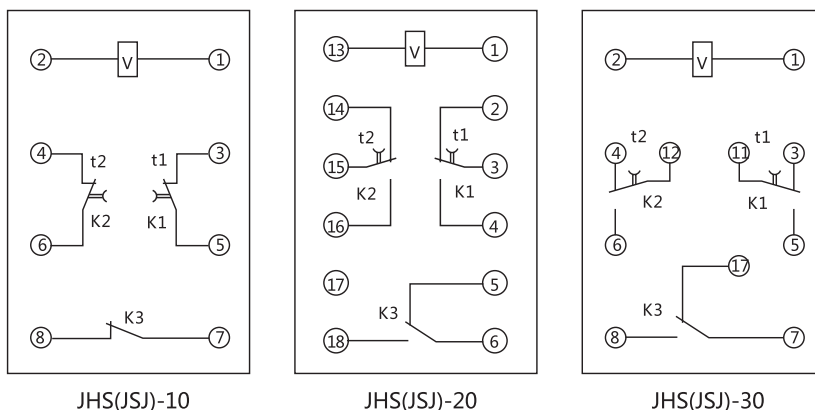 2 V 1
4 t2 t1 3
K2 K1
6 5
K3
8 7
JHS(JSJ)-10
13 V 1
14 2
t2 t1
15 3
K2 K1
16 4
17 5
K3
18 6
JHS(JSJ)-20
2 V 1
t2 t1
4 12 11 3
K2 K1
6 5
17
K3
8 7
JHS(JSJ)-30